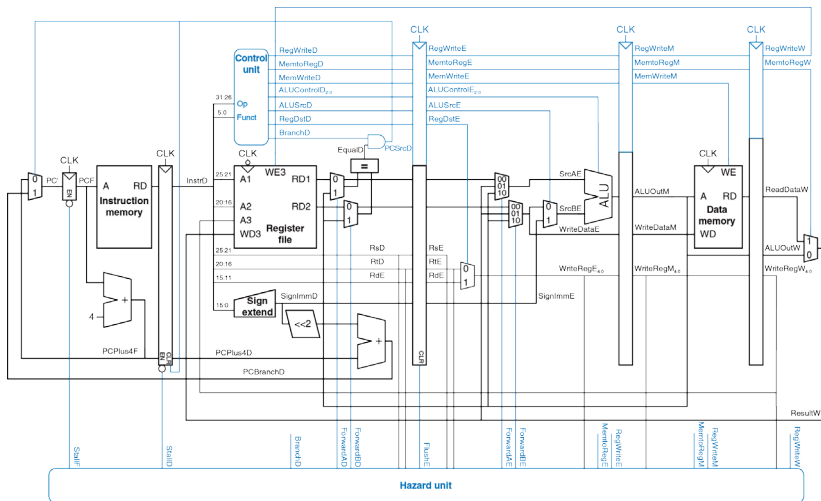 CLK CLK CLK
Control unit
RegWriteD RegWriteE RegWriteM RegWriteW
MemtoRegD MemtoRegE MemtoRegM MemtoRegW
MemWriteD MemWriteE MemWriteM
ALUControlD2:0 ALUControlE2:0
31:26 Op ALUSrcD ALUSrcE
5:0 Funct RegDstD RegDstE
BranchD
EqualD = PCSrcD
CLK CLK CLK CLK
0 1 PC' EN PCF
A RD Instruction memory
InstrD
25:21 A1 WE3 RD1 0 1 00 01 10 SrcAE
20:16 A2 RD2 0 1 00 01 10 0 1 SrcBE
A3 WD3 Register file
ALU ALUOutM
WriteDataE WriteDataM
WE A RD Data memory WD
ReadDataW
1 0
ALUOutW
25:21 RsD RsE
20:16 RtD RtE
15:11 RdD RdE 0 1
WriteRegE4:0 WriteRegM4:0 WriteRegW4:0
15:0 Sign extend SignImmD SignImmE
<<2
4 + +
PCPlus4F EN CLR PCPlus4D CLR
PCBranchD
ResultW
StallF StallD BranchD ForwardAD ForwardBD FlushE ForwardAE ForwardBE MemtoRegE RegWriteE MemtoRegM RegWriteM RegWriteW
Hazard unit